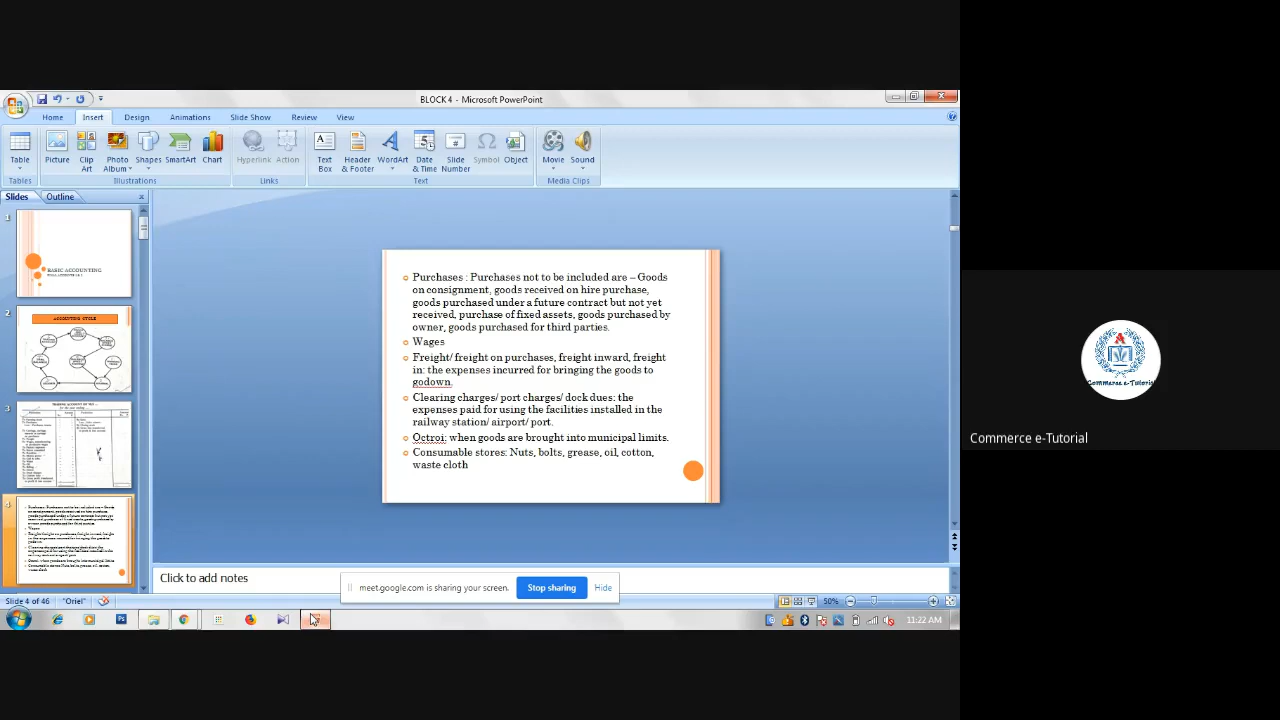 BLOCK 4 - Microsoft PowerPoint
Home Insert Design Animations Slide Show Review View
Table Picture Clip Art Photo Album Shapes SmartArt Chart Hyperlink Action Text Box Header & Footer WordArt Date & Time Slide Number Symbol Object Movie Sound
Tables Illustrations Links Text Media Clips
Slides Outline
1
BASIC ACCOUNTING
2
ACCOUNTING CYCLE
3
4
Purchases : Purchases not to be included are – Goods
on consignment, goods received on hire purchase,
goods purchased under a future contract but not yet
received, purchase of fixed assets, goods purchased by
owner, goods purchased for third parties.
Wages
Freight/ freight on purchases, freight inward, freight
in: the expenses incurred for bringing the goods to
godown.
Clearing charges/ port charges/ dock dues: the
expenses paid for using the facilities installed in the
railway station/ airport/ port.
Octroi: when goods are brought into municipal limits.
Consumable stores: Nuts, bolts, grease, oil, cotton,
waste cloth
Click to add notes
meet.google.com is sharing your screen. Stop sharing Hide
Slide 4 of 46 "Oriel" 50%
11:22 AM
Commerce e-Tutorial
Commerce e-Tutorial